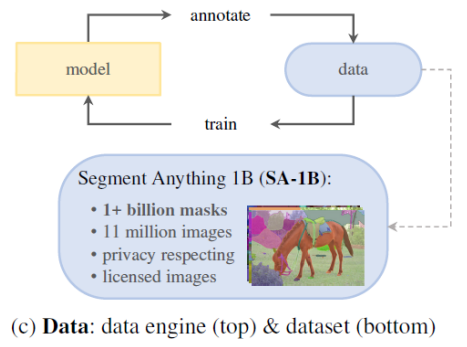 annotate
model
data
train
Segment Anything 1B (SA-1B):
• 1+ billion masks
• 11 million images
• privacy respecting
• licensed images
(c) Data: data engine (top) & dataset (bottom)